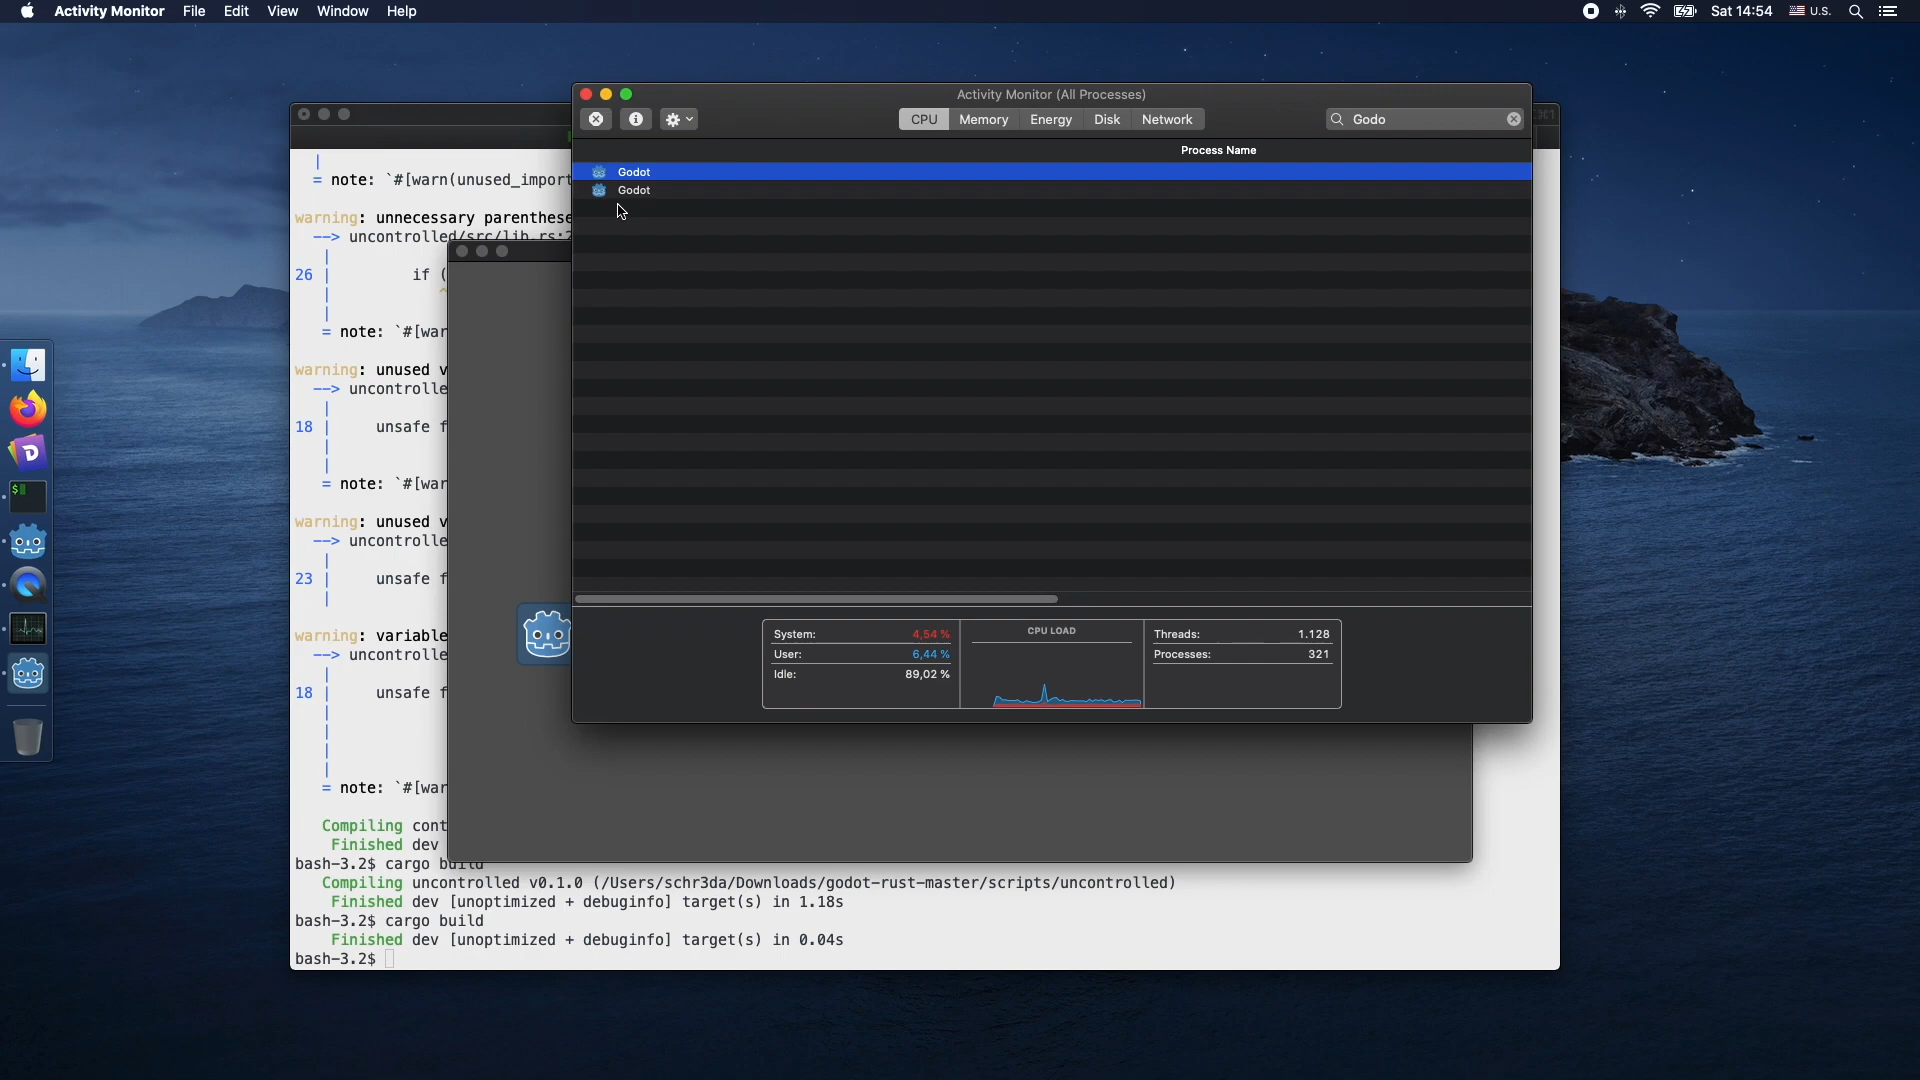 Activity Monitor File Edit View Window Help
Sat 14:54 U.S.
Activity Monitor (All Processes)
CPU Memory Energy Disk Network
Godo
Process Name
Godot
Godot
System: 4,54 %
User: 6,44 %
Idle: 89,02 %
CPU LOAD
Threads: 1.128
Processes: 321
⌘1
= note: `#[warn(unused_import
warning: unnecessary parenthese
--> uncontrolled/src/lib.rs:2
26 | if (
^
= note: `#[war
warning: unused v
--> uncontrolle
18 | unsafe f
= note: `#[war
warning: unused v
--> uncontrolle
23 | unsafe f
warning: variable
--> uncontrolle
18 | unsafe f
= note: `#[war
Compiling cont
Finished dev
bash-3.2$ cargo build
Compiling uncontrolled v0.1.0 (/Users/schr3da/Downloads/godot-rust-master/scripts/uncontrolled)
Finished dev [unoptimized + debuginfo] target(s) in 1.18s
bash-3.2$ cargo build
Finished dev [unoptimized + debuginfo] target(s) in 0.04s
bash-3.2$